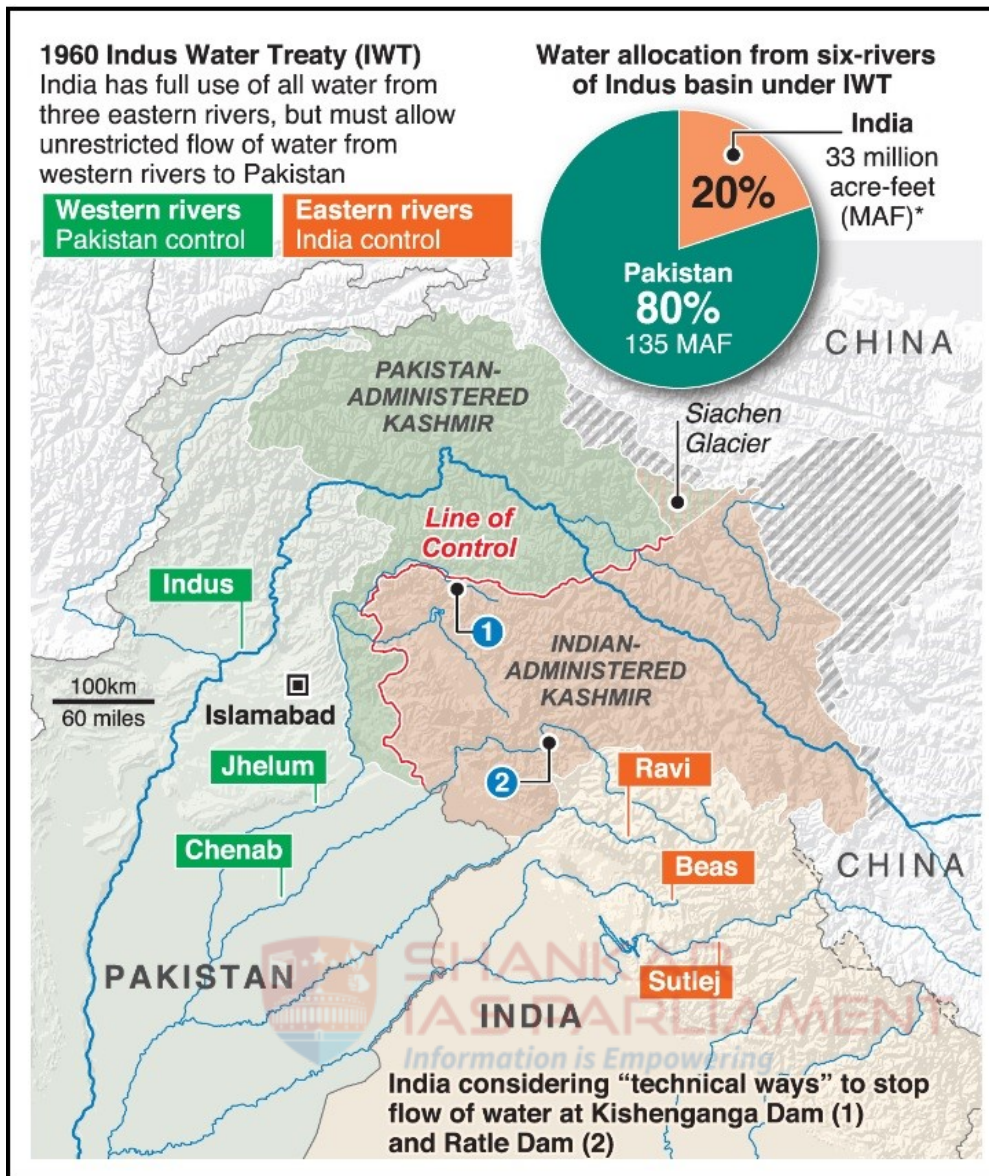 1960 Indus Water Treaty (IWT)
India has full use of all water from
three eastern rivers, but must allow
unrestricted flow of water from
western rivers to Pakistan
Western rivers
Pakistan control
Eastern rivers
India control
Water allocation from six-rivers
of Indus basin under IWT
India
33 million
acre-feet
(MAF)*
20%
Pakistan
80%
135 MAF
CHINA
PAKISTAN-
ADMINISTERED
KASHMIR
Siachen
Glacier
Line of
Control
Indus
1
INDIAN-
ADMINISTERED
KASHMIR
100km
60 miles
Islamabad
Jhelum
2
Ravi
Chenab
Beas
CHINA
PAKISTAN
Sutlej
INDIA
SHANKAR
IAS PARLIAMENT
Information is Empowering
India considering “technical ways” to stop
flow of water at Kishenganga Dam (1)
and Ratle Dam (2)